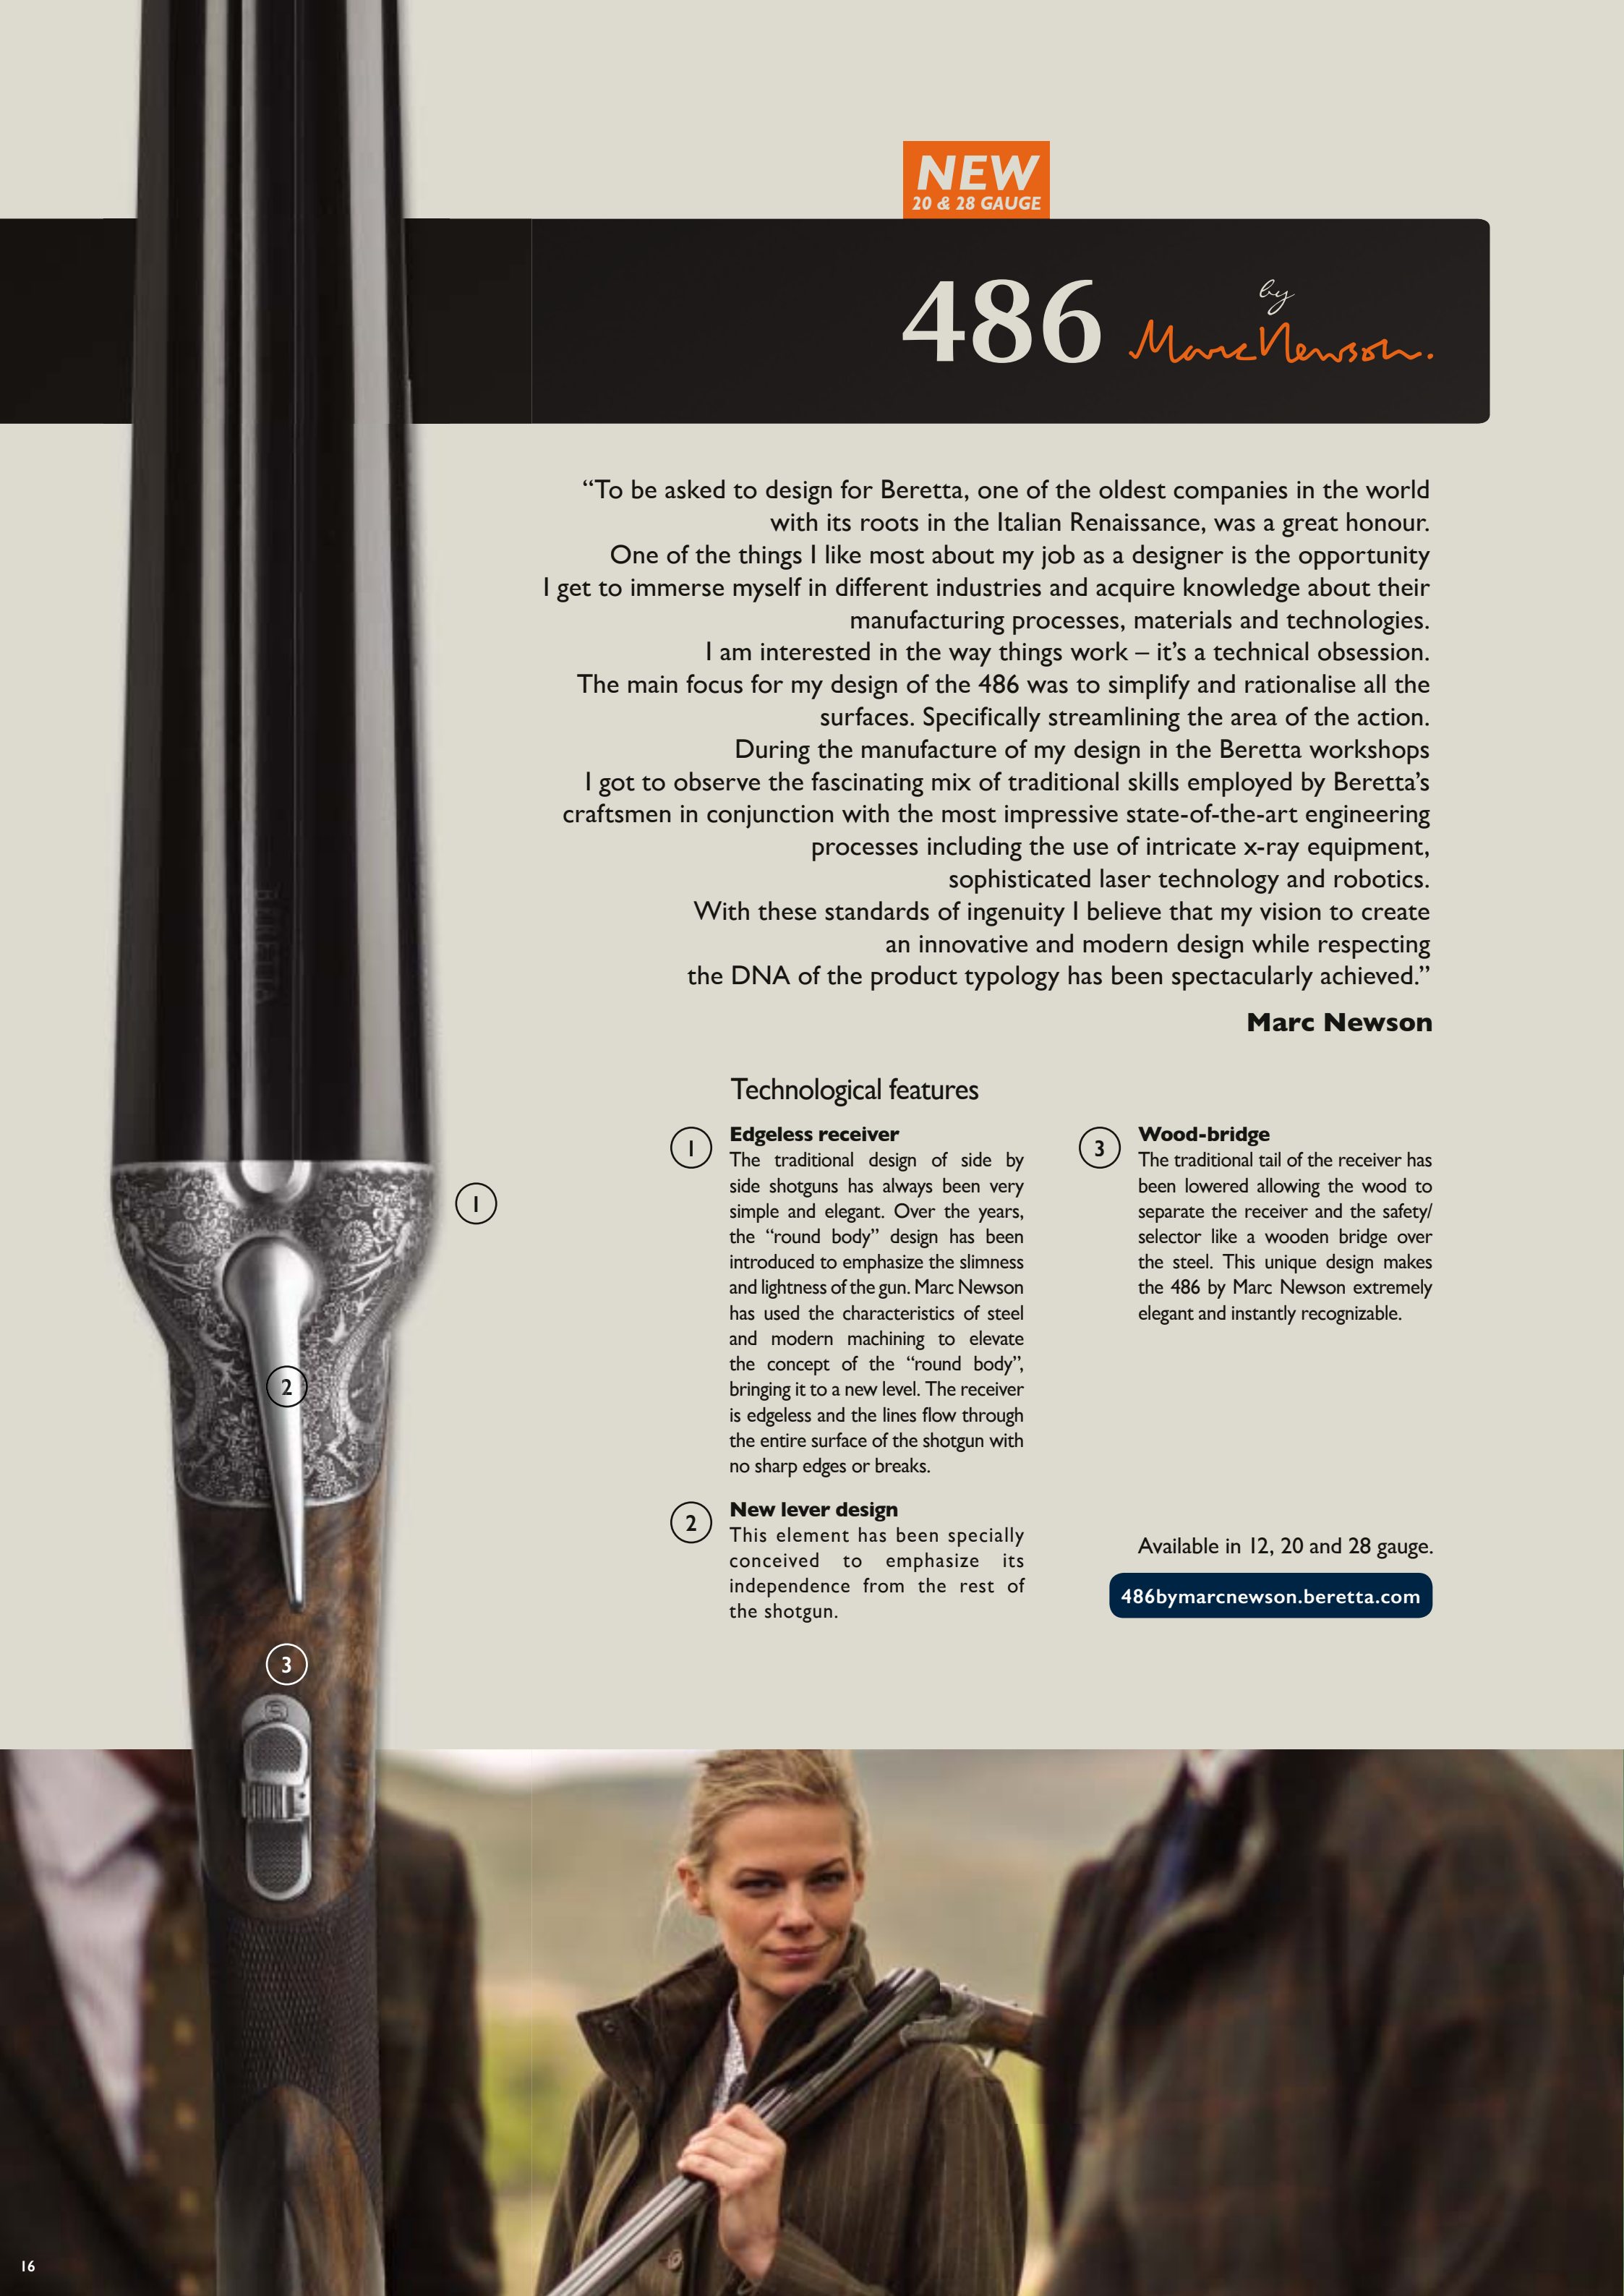 NEW
20 & 28 GAUGE
486 by
Marc Newson.
“To be asked to design for Beretta, one of the oldest companies in the world
with its roots in the Italian Renaissance, was a great honour.
One of the things I like most about my job as a designer is the opportunity
I get to immerse myself in different industries and acquire knowledge about their
manufacturing processes, materials and technologies.
I am interested in the way things work – it’s a technical obsession.
The main focus for my design of the 486 was to simplify and rationalise all the
surfaces. Specifically streamlining the area of the action.
During the manufacture of my design in the Beretta workshops
I got to observe the fascinating mix of traditional skills employed by Beretta’s
craftsmen in conjunction with the most impressive state-of-the-art engineering
processes including the use of intricate x-ray equipment,
sophisticated laser technology and robotics.
With these standards of ingenuity I believe that my vision to create
an innovative and modern design while respecting
the DNA of the product typology has been spectacularly achieved.”
Marc Newson
BERETTA
Technological features
1
Edgeless receiver
The traditional design of side by
side shotguns has always been very
simple and elegant. Over the years,
the “round body” design has been
introduced to emphasize the slimness
and lightness of the gun. Marc Newson
has used the characteristics of steel
and modern machining to elevate
the concept of the “round body”,
bringing it to a new level. The receiver
is edgeless and the lines flow through
the entire surface of the shotgun with
no sharp edges or breaks.
2
New lever design
This element has been specially
conceived to emphasize its
independence from the rest of
the shotgun.
3
Wood-bridge
The traditional tail of the receiver has
been lowered allowing the wood to
separate the receiver and the safety/
selector like a wooden bridge over
the steel. This unique design makes
the 486 by Marc Newson extremely
elegant and instantly recognizable.
Available in 12, 20 and 28 gauge.
486bymarcnewson.beretta.com
1
2
3
S
16